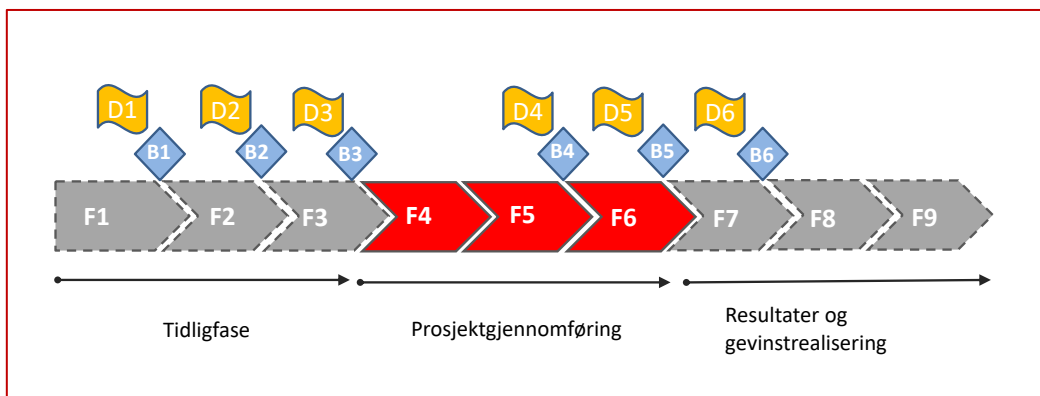 D1 D2 D3 D4 D5 D6
B1 B2 B3 B4 B5 B6
F1 F2 F3 F4 F5 F6 F7 F8 F9
Tidligfase
Prosjektgjennomføring
Resultater og
gevinstrealisering